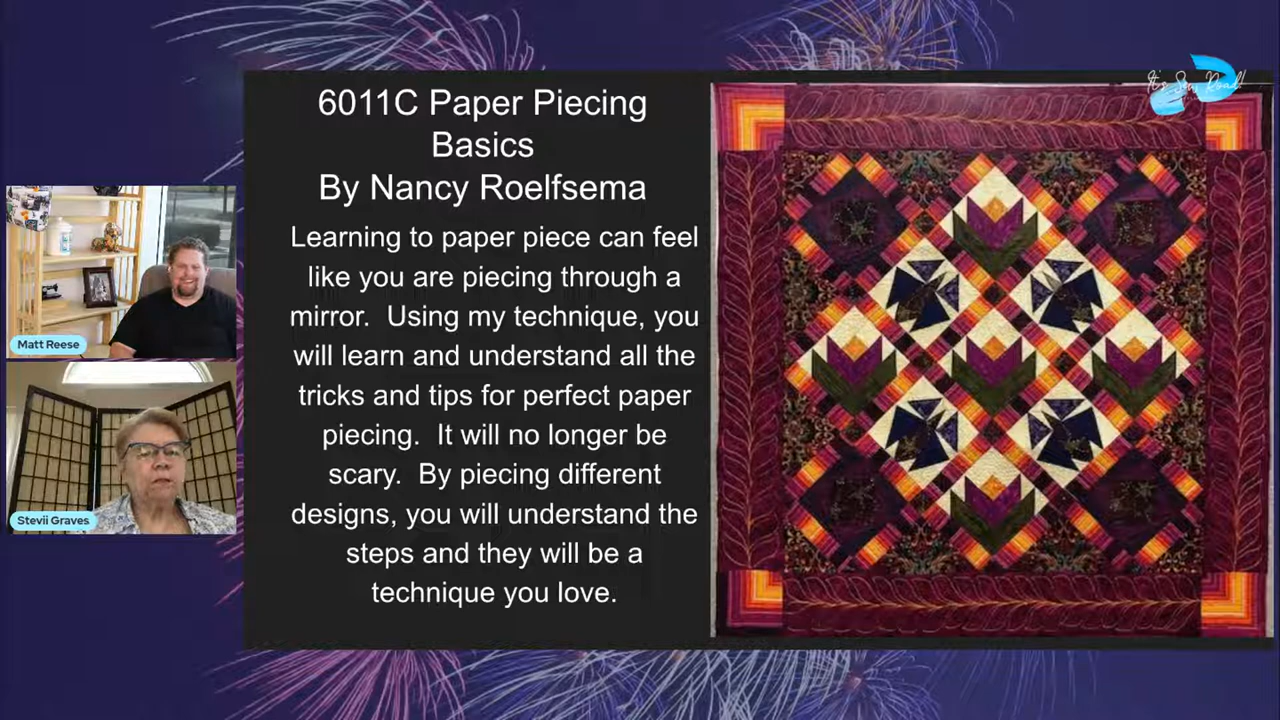 6011C Paper Piecing
Basics
By Nancy Roelfsema
Learning to paper piece can feel
like you are piecing through a
mirror.  Using my technique, you
will learn and understand all the
tricks and tips for perfect paper
piecing.  It will no longer be
scary.  By piecing different
designs, you will understand the
steps and they will be a
technique you love.
It's Sew Road!
Matt Reese
Stevii Graves